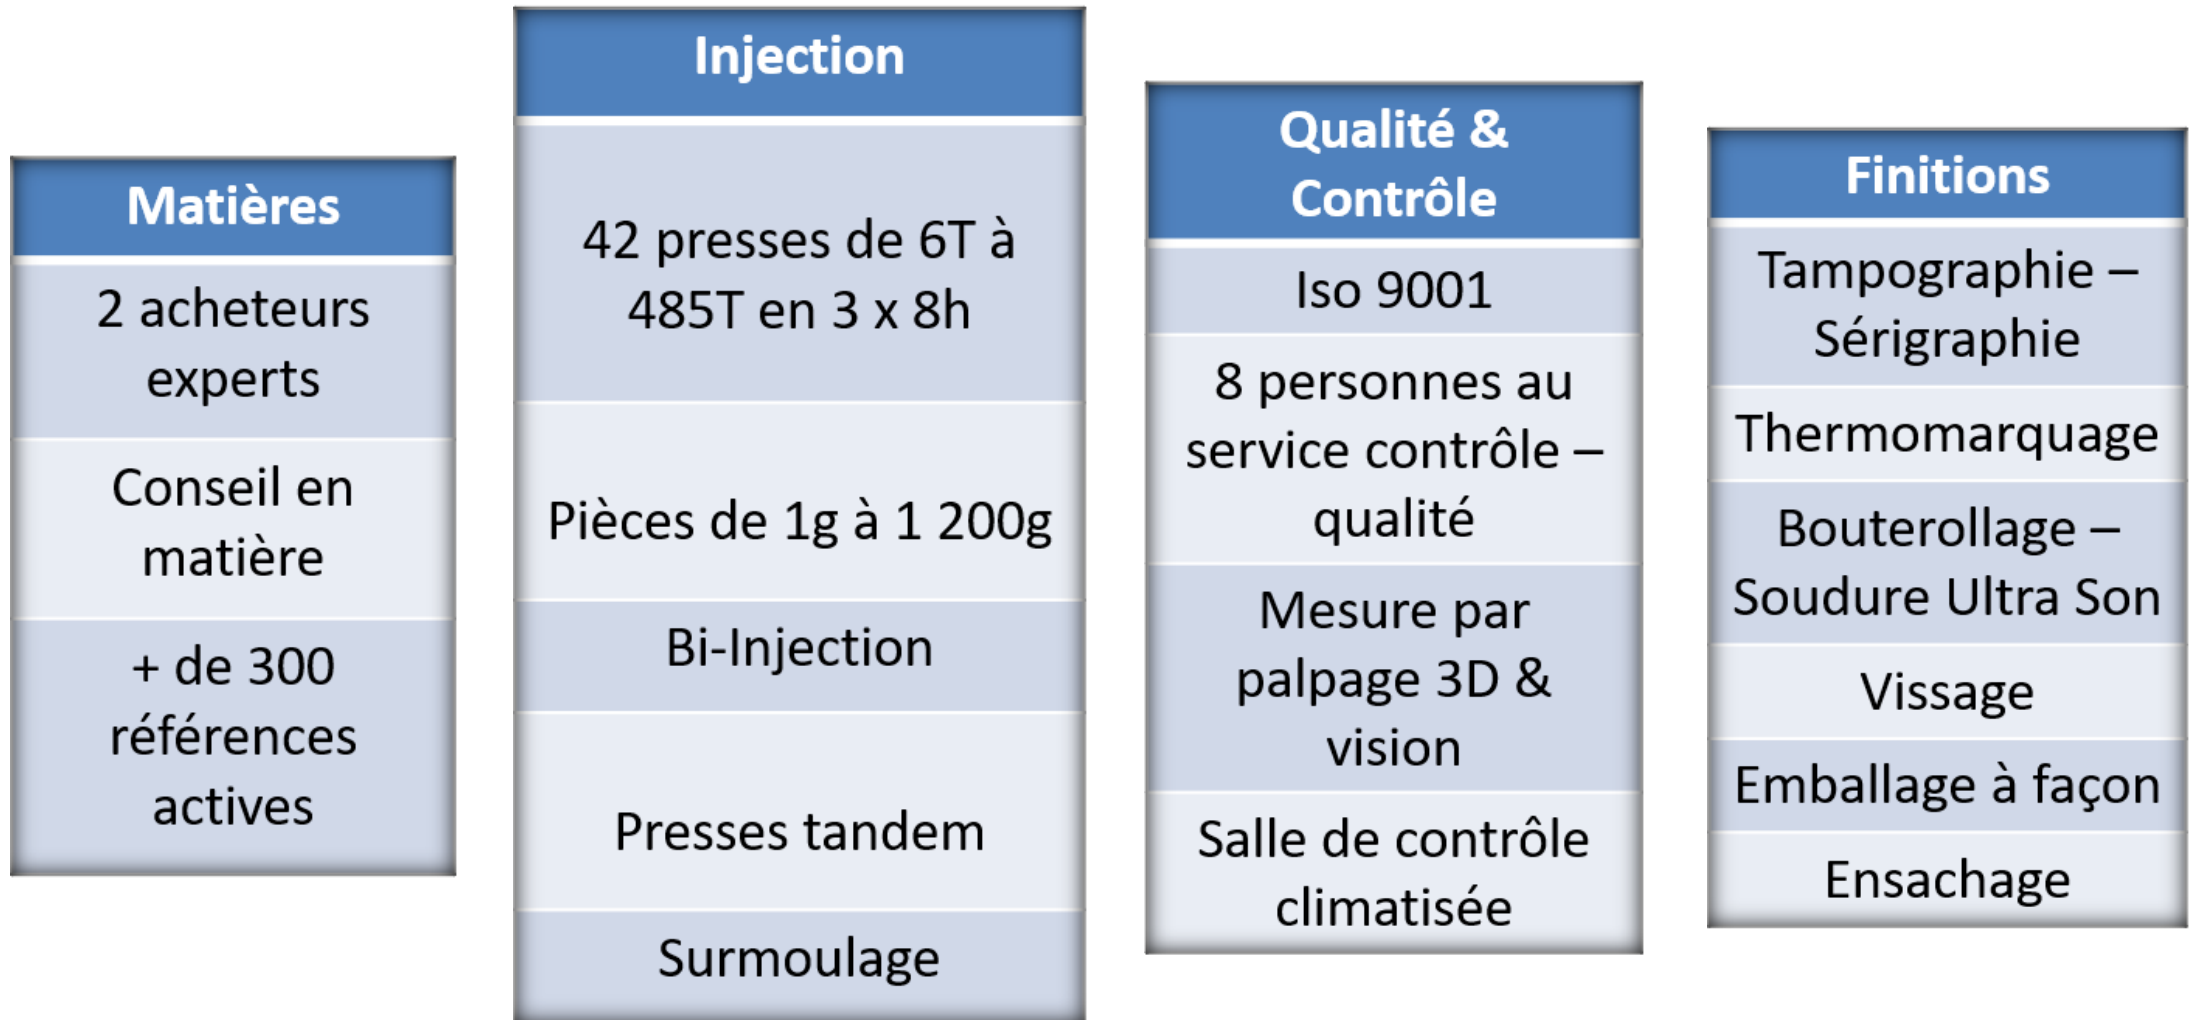 Matières
2 acheteurs
experts
Conseil en
matière
+ de 300
références
actives
Injection
42 presses de 6T à
485T en 3 x 8h
Pièces de 1g à 1 200g
Bi-Injection
Presses tandem
Surmoulage
Qualité &
Contrôle
Iso 9001
8 personnes au
service contrôle –
qualité
Mesure par
palpage 3D &
vision
Salle de contrôle
climatisée
Finitions
Tampographie –
Sérigraphie
Thermomarquage
Bouterollage –
Soudure Ultra Son
Vissage
Emballage à façon
Ensachage